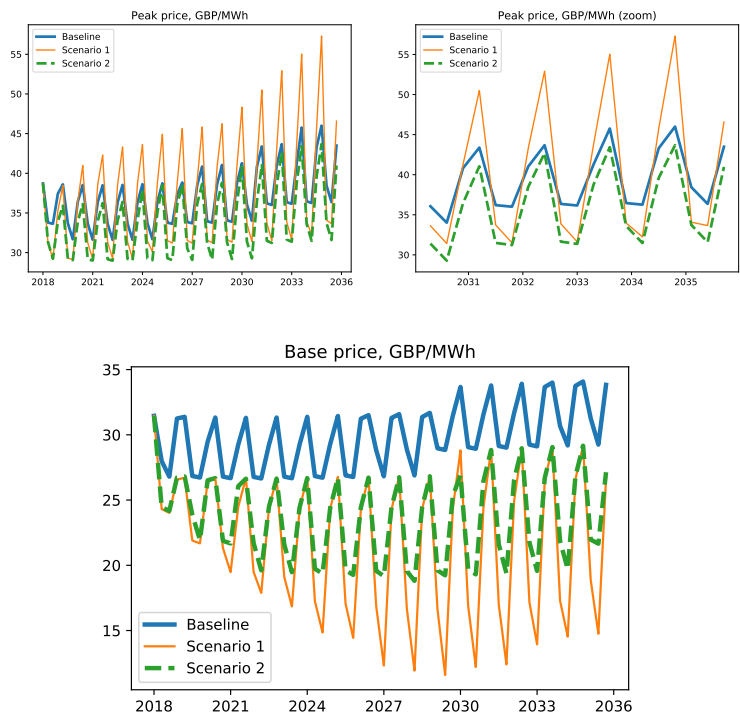 Peak price, GBP/MWh
55
50
45
40
35
30
2018 2021 2024 2027 2030 2033 2036
Baseline
Scenario 1
Scenario 2
Peak price, GBP/MWh (zoom)
55
50
45
40
35
30
2031 2032 2033 2034 2035
Baseline
Scenario 1
Scenario 2
Base price, GBP/MWh
35
30
25
20
15
2018 2021 2024 2027 2030 2033 2036
Baseline
Scenario 1
Scenario 2